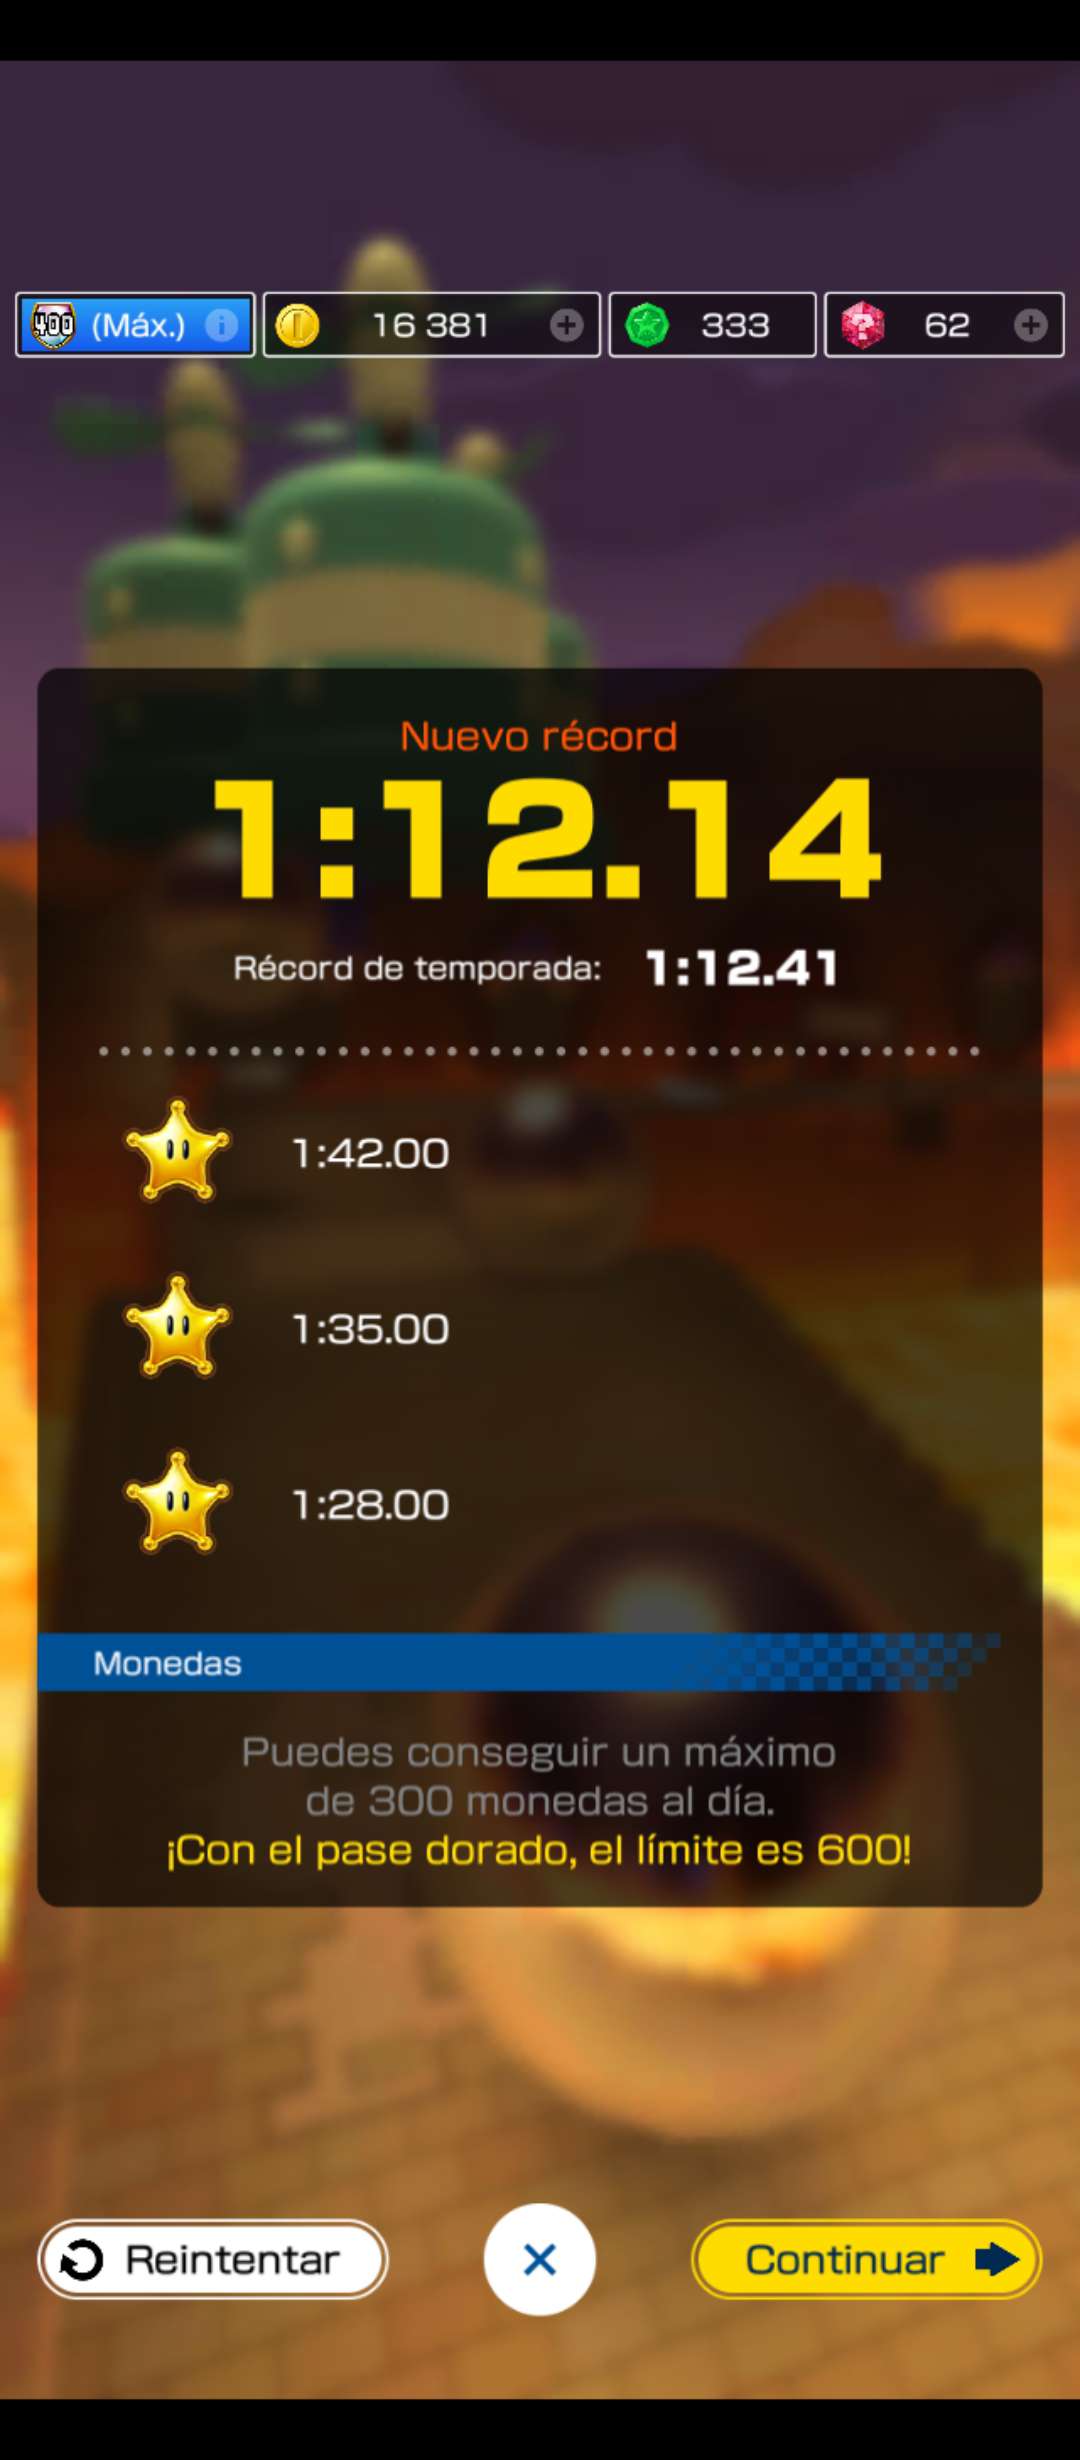 400 (Máx.) i 16 381 + 333 62 +
Nuevo récord
1:12.14
Récord de temporada: 1:12.41
1:42.00
1:35.00
1:28.00
Monedas
Puedes conseguir un máximo
de 300 monedas al día.
¡Con el pase dorado, el límite es 600!
Reintentar × Continuar